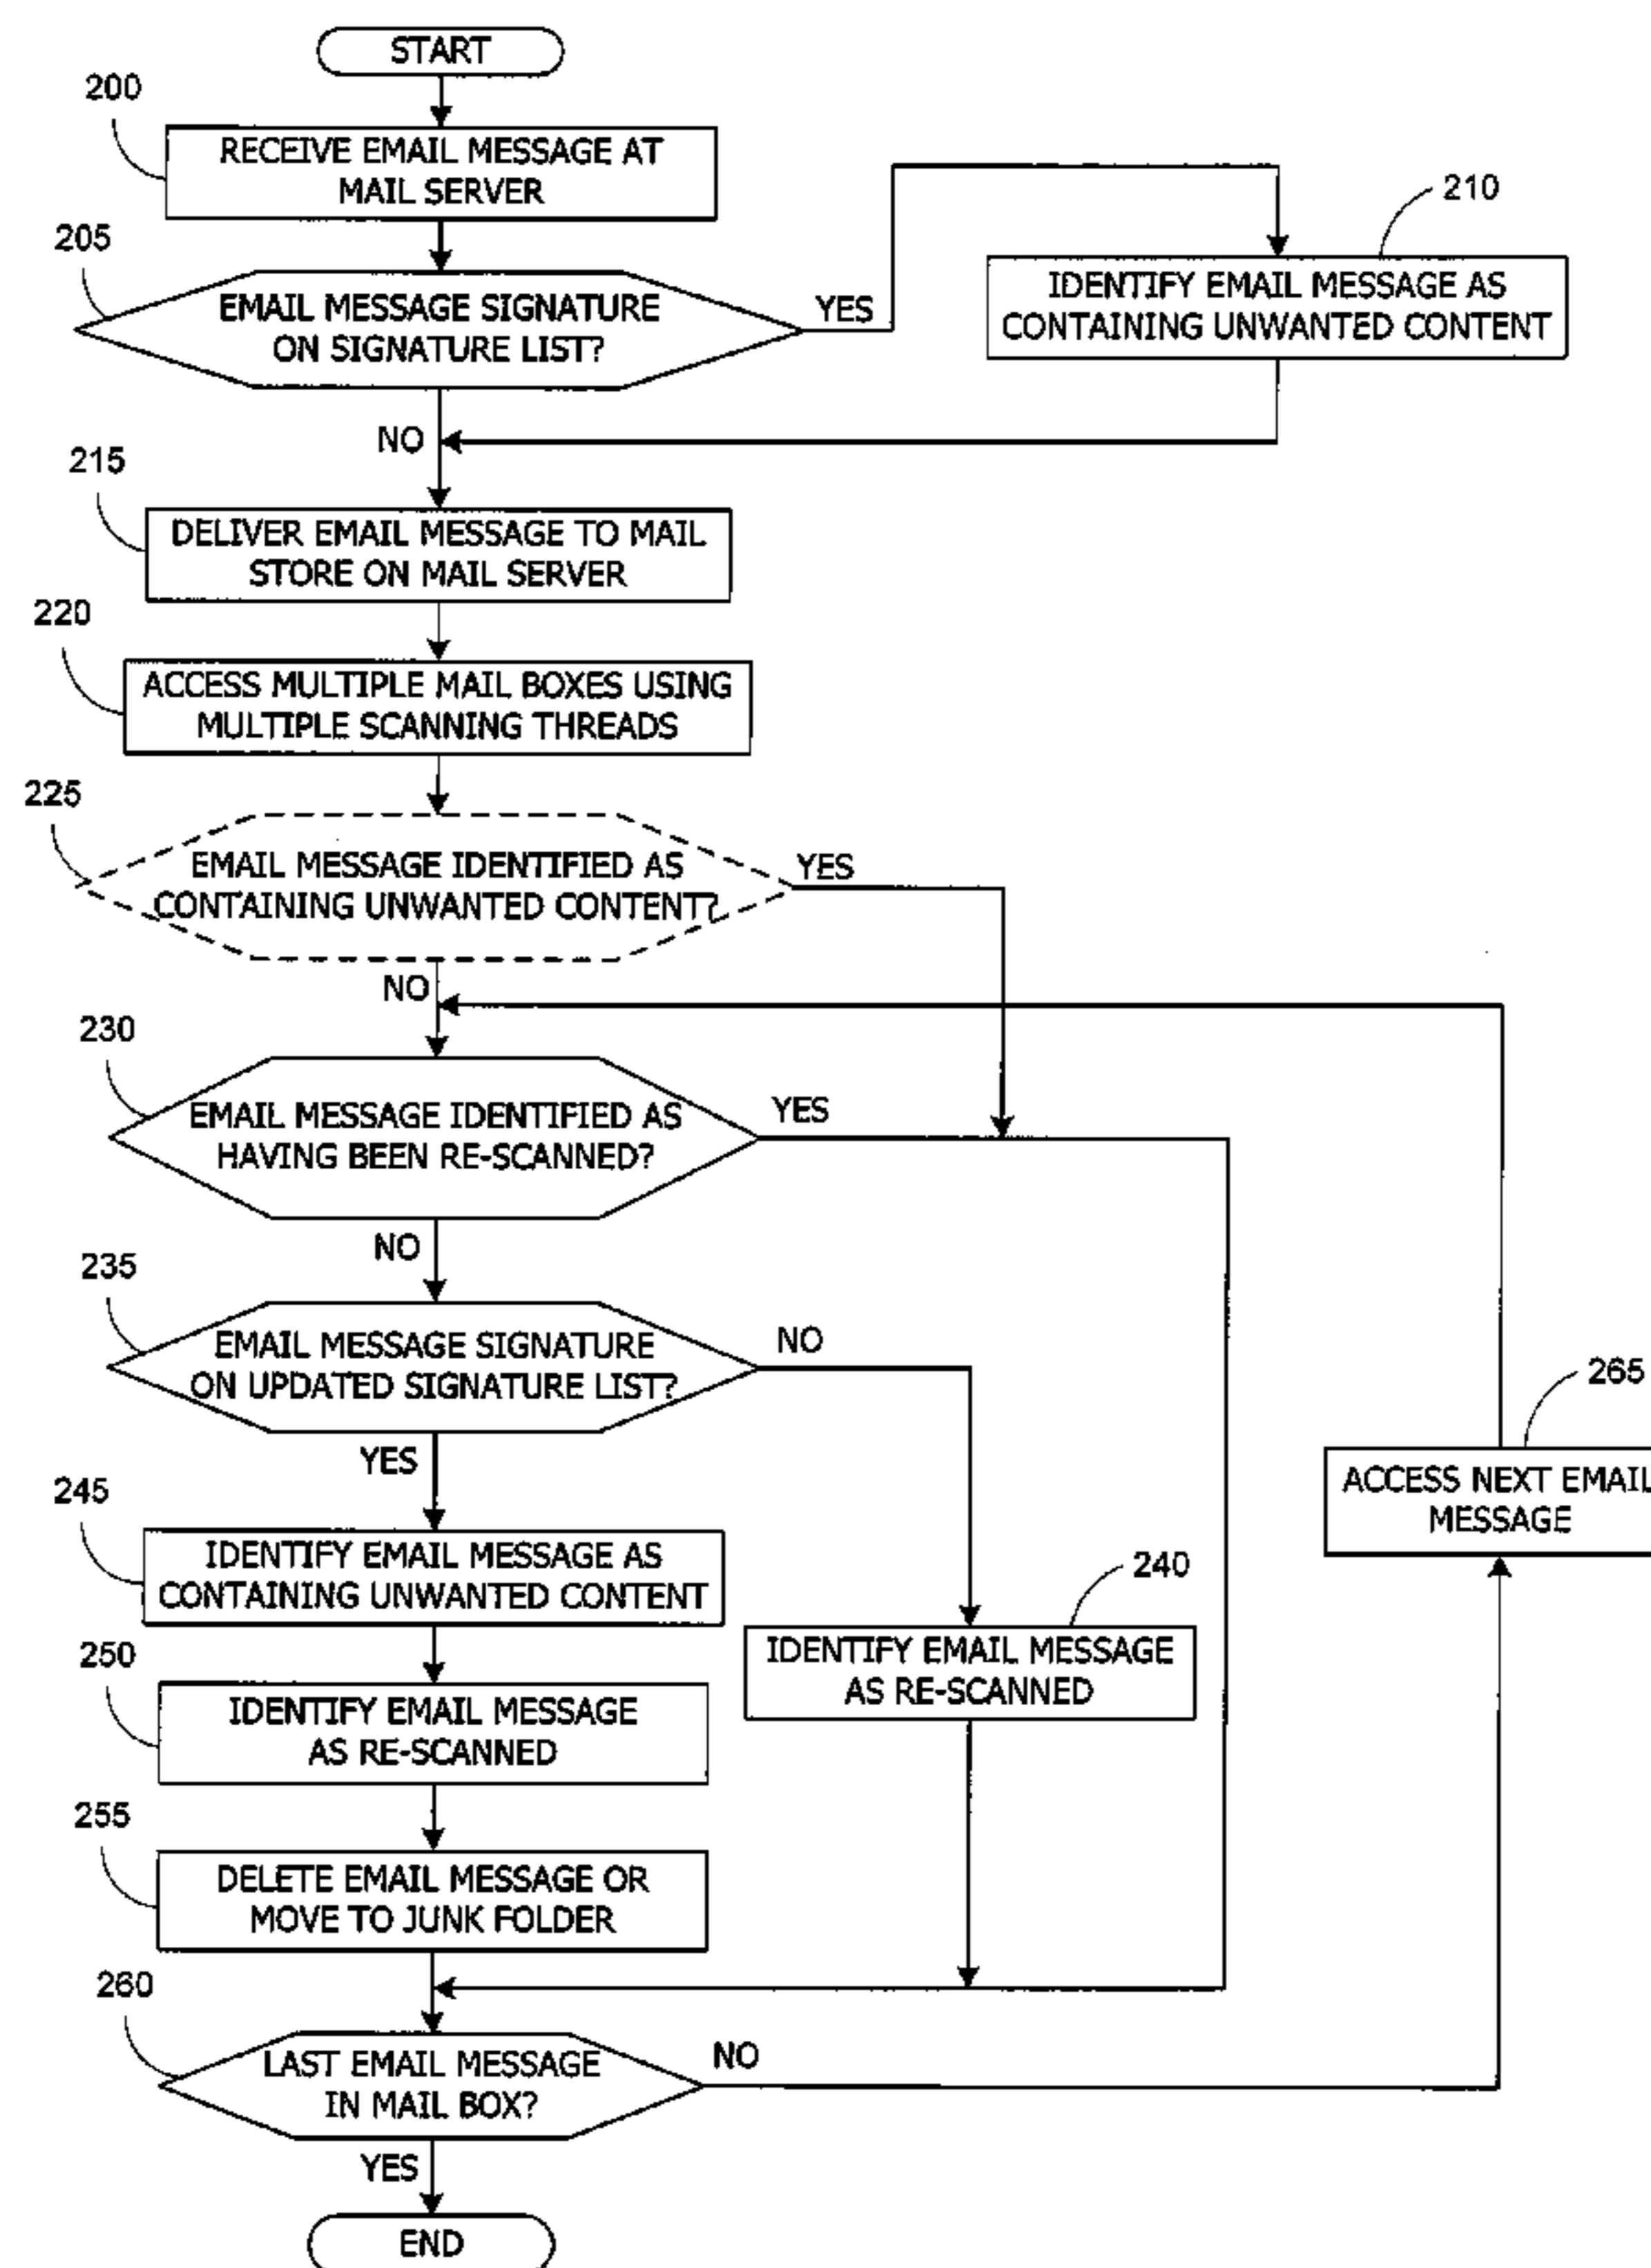 START
200
RECEIVE EMAIL MESSAGE AT
MAIL SERVER
205
EMAIL MESSAGE SIGNATURE
ON SIGNATURE LIST?
YES
210
IDENTIFY EMAIL MESSAGE AS
CONTAINING UNWANTED CONTENT
NO
215
DELIVER EMAIL MESSAGE TO MAIL
STORE ON MAIL SERVER
220
ACCESS MULTIPLE MAIL BOXES USING
MULTIPLE SCANNING THREADS
225
EMAIL MESSAGE IDENTIFIED AS
CONTAINING UNWANTED CONTENT?
YES
NO
230
EMAIL MESSAGE IDENTIFIED AS
HAVING BEEN RE-SCANNED?
YES
NO
235
EMAIL MESSAGE SIGNATURE
ON UPDATED SIGNATURE LIST?
NO
YES
265
ACCESS NEXT EMAIL
MESSAGE
245
IDENTIFY EMAIL MESSAGE AS
CONTAINING UNWANTED CONTENT
240
IDENTIFY EMAIL MESSAGE
AS RE-SCANNED
250
IDENTIFY EMAIL MESSAGE
AS RE-SCANNED
255
DELETE EMAIL MESSAGE OR
MOVE TO JUNK FOLDER
260
LAST EMAIL MESSAGE
IN MAIL BOX?
NO
YES
END